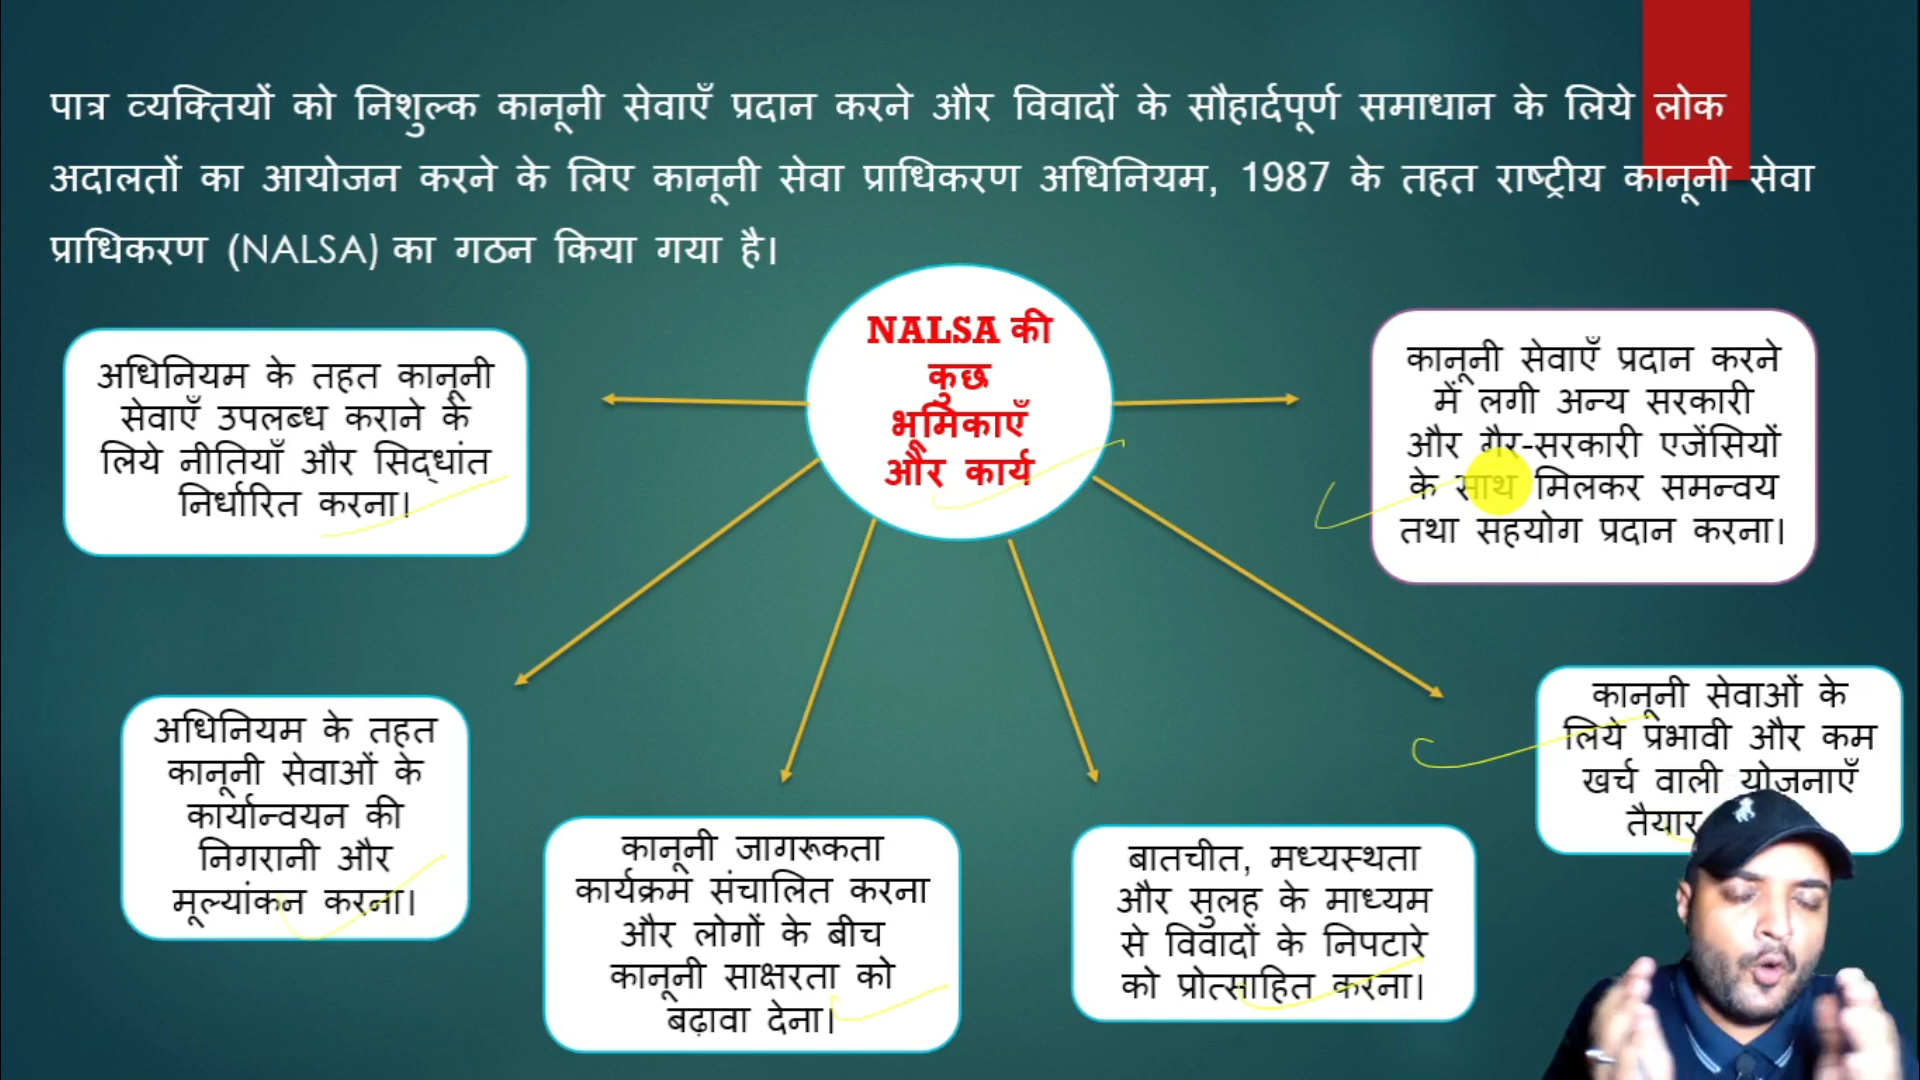 पात्र व्यक्तियों को निशुल्क कानूनी सेवाएँ प्रदान करने और विवादों के सौहार्दपूर्ण समाधान के लिये लोक
अदालतों का आयोजन करने के लिए कानूनी सेवा प्राधिकरण अधिनियम, 1987 के तहत राष्ट्रीय कानूनी सेवा
प्राधिकरण (NALSA) का गठन किया गया है।
NALSA की
कुछ
भूमिकाएँ
और कार्य
अधिनियम के तहत कानूनी
सेवाएँ उपलब्ध कराने के
लिये नीतियाँ और सिद्धांत
निर्धारित करना।
कानूनी सेवाएँ प्रदान करने
में लगी अन्य सरकारी
और गैर-सरकारी एजेंसियों
के साथ मिलकर समन्वय
तथा सहयोग प्रदान करना।
अधिनियम के तहत
कानूनी सेवाओं के
कार्यान्वयन की
निगरानी और
मूल्यांकन करना।
कानूनी जागरूकता
कार्यक्रम संचालित करना
और लोगों के बीच
कानूनी साक्षरता को
बढ़ावा देना।
बातचीत, मध्यस्थता
और सुलह के माध्यम
से विवादों के निपटारे
को प्रोत्साहित करना।
कानूनी सेवाओं के
लिये प्रभावी और कम
खर्च वाली योजनाएँ
तैयार